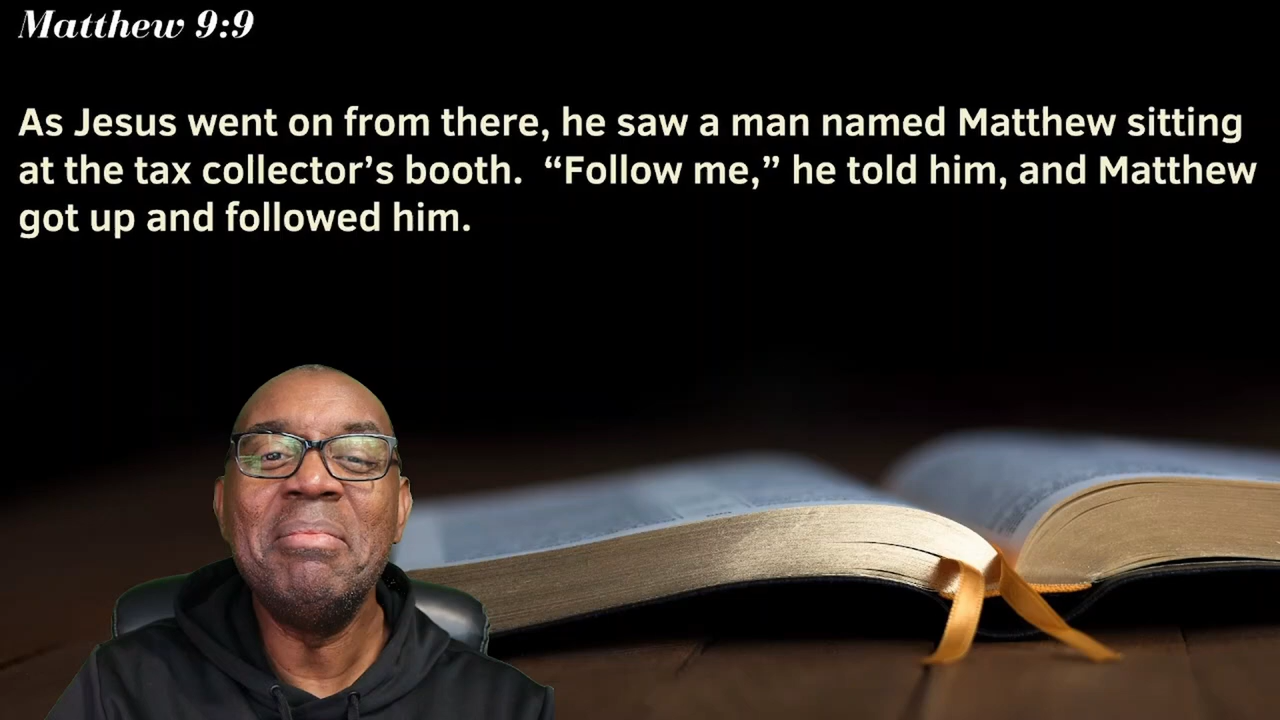 Matthew 9:9
As Jesus went on from there, he saw a man named Matthew sitting
at the tax collector’s booth.  “Follow me,” he told him, and Matthew
got up and followed him.